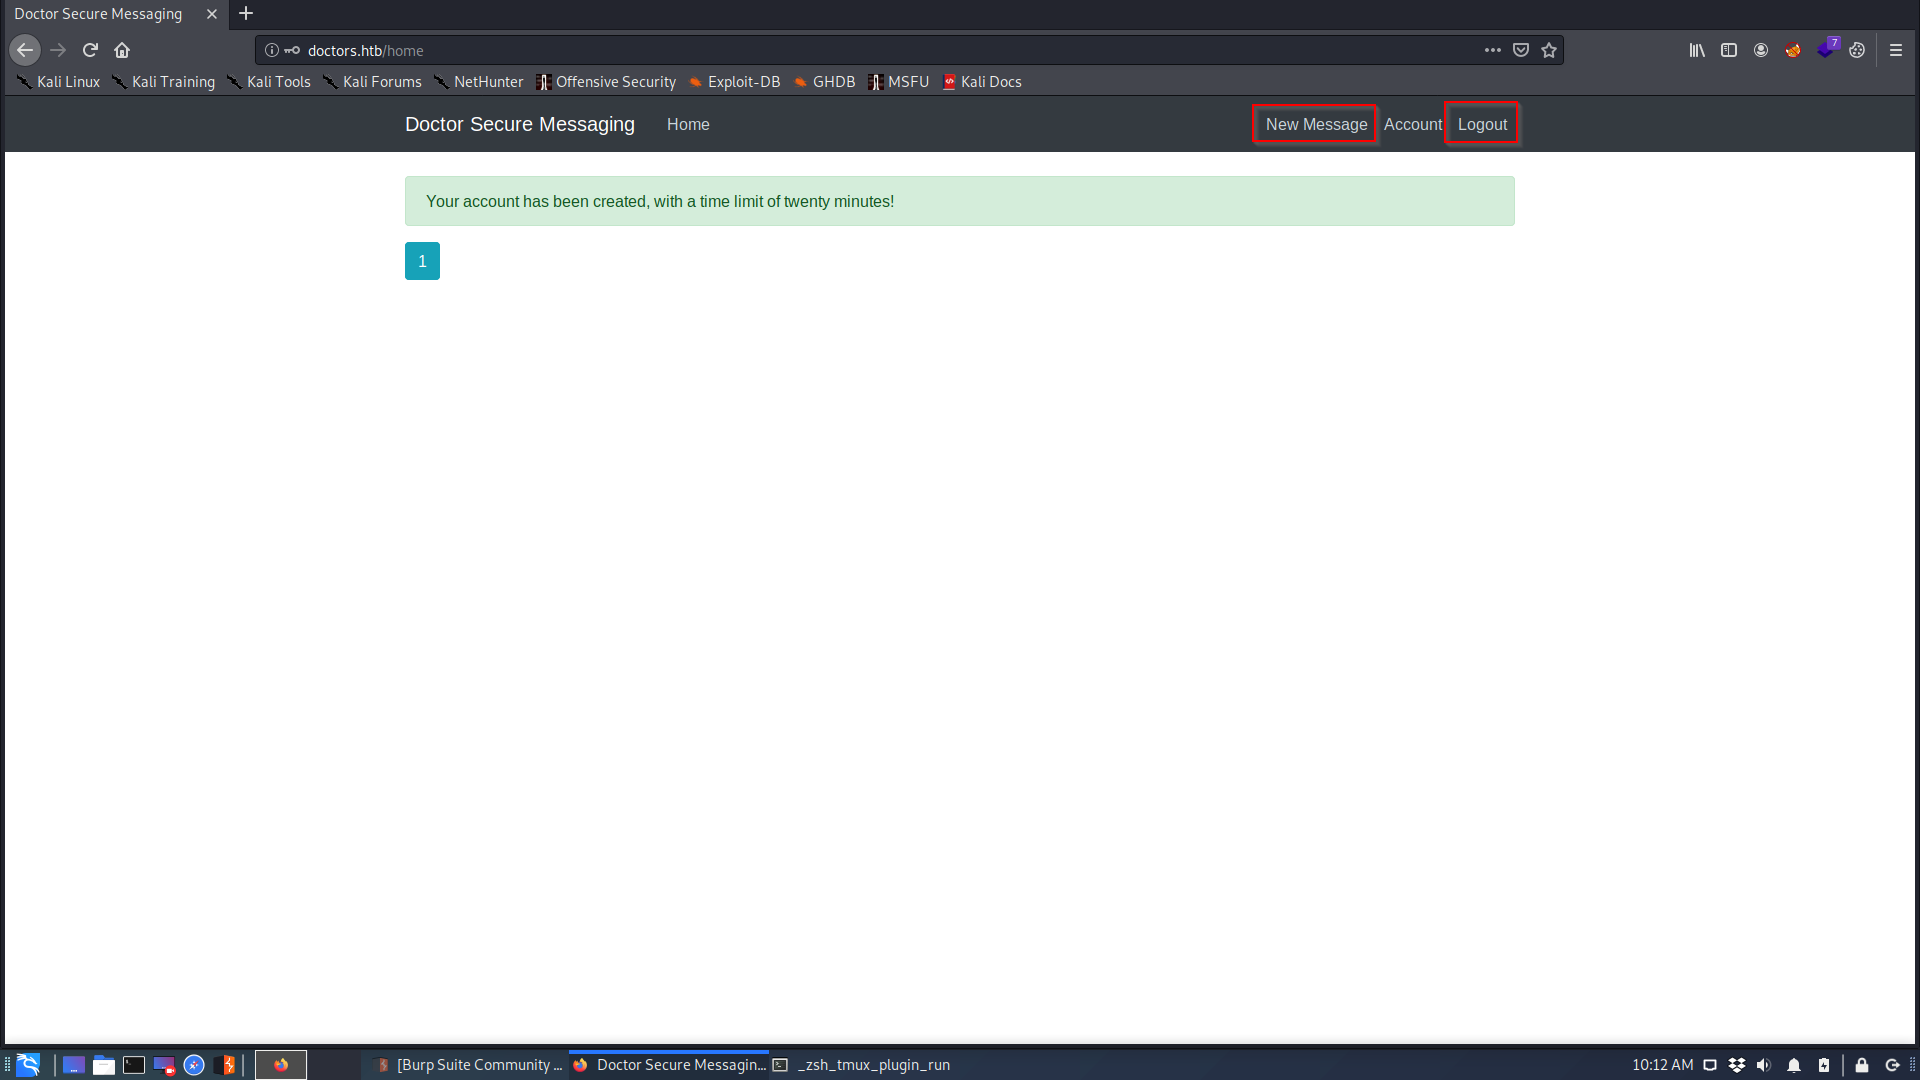 Doctor Secure Messaging
doctors.htb/home
7
Kali Linux Kali Training Kali Tools Kali Forums NetHunter Offensive Security Exploit-DB GHDB MSFU Kali Docs
Doctor Secure Messaging Home New Message Account Logout
Your account has been created, with a time limit of twenty minutes!
1
[Burp Suite Community ... Doctor Secure Messagin... _zsh_tmux_plugin_run 10:12 AM